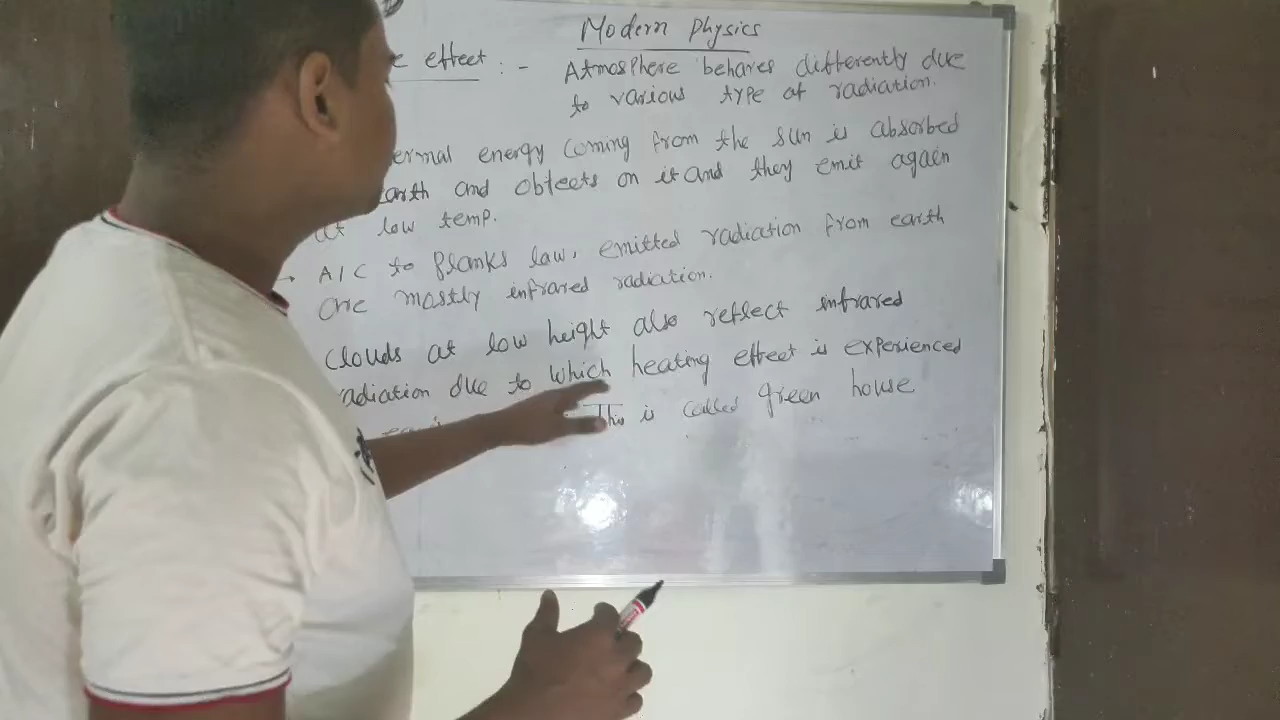 Modern Physics
effect : - Atmosphere behaves differently due
to various type of radiation.
ermal energy coming from the sun is absorbed
earth and obteets on it and they emit again
at low temp.
→ A/C to Planks law, emitted radiation from earth
are mostly infrared radiation.
Clouds at low height also reflect infrared
radiation due to which heating effect is experienced
This is called green house